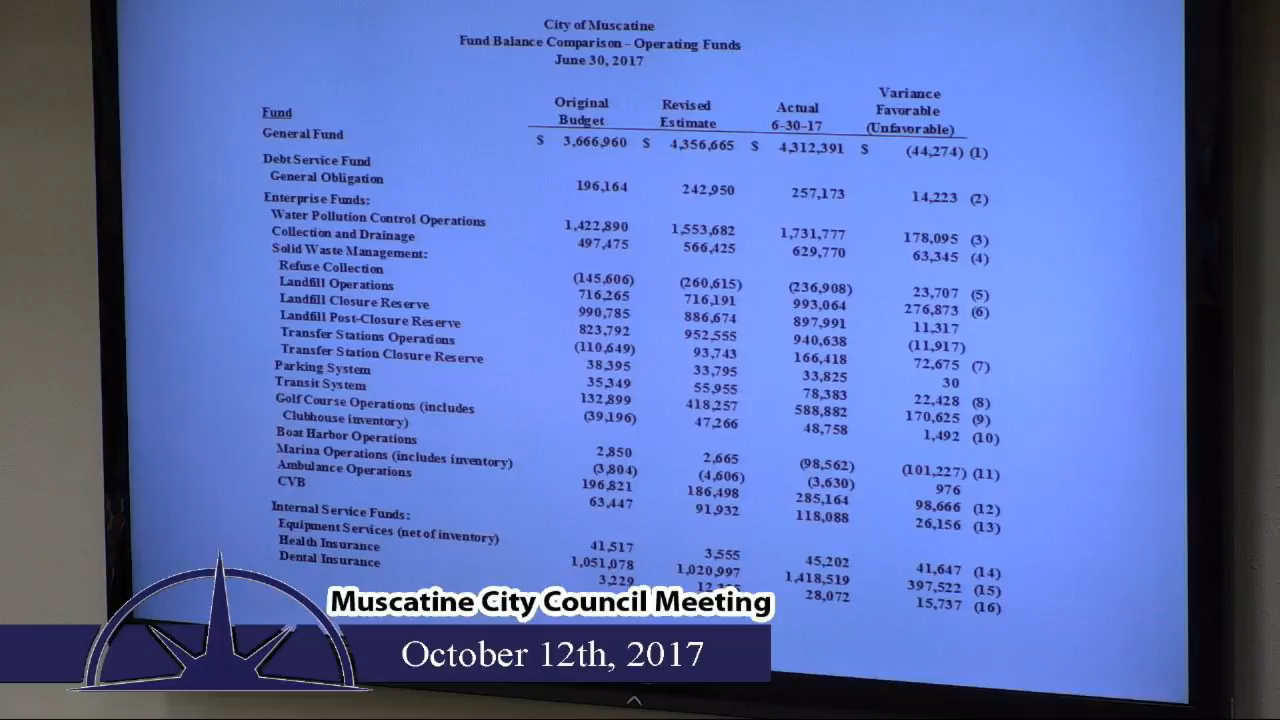 City of Muscatine
Fund Balance Comparison – Operating Funds
June 30, 2017
Fund Original Budget Revised Estimate Actual 6-30-17 Variance Favorable (Unfavorable)
General Fund $ 3,666,960 $ 4,356,665 $ 4,312,391 $ (44,274) (1)
Debt Service Fund
General Obligation 196,164 242,950 257,173 14,223 (2)
Enterprise Funds:
Water Pollution Control Operations 1,422,890 1,553,682 1,731,777 178,095 (3)
Collection and Drainage 497,475 566,425 629,770 63,345 (4)
Solid Waste Management:
Refuse Collection (145,606) (260,615) (236,908) 23,707 (5)
Landfill Operations 716,265 716,191 993,064 276,873 (6)
Landfill Closure Reserve 990,785 886,674 897,991 11,317
Landfill Post-Closure Reserve 823,792 952,555 940,638 (11,917)
Transfer Stations Operations (110,649) 93,743 166,418 72,675 (7)
Transfer Station Closure Reserve 38,395 33,795 33,825 30
Parking System 35,349 55,955 78,383 22,428 (8)
Transit System 132,899 418,257 588,882 170,625 (9)
Golf Course Operations (includes (39,196) 47,266 48,758 1,492 (10)
Clubhouse inventory)
Boat Harbor Operations 2,850 2,665 (98,562) (101,227) (11)
Marina Operations (includes inventory) (3,804) (4,606) (3,630) 976
Ambulance Operations 196,821 186,498 285,164 98,666 (12)
CVB 63,447 91,932 118,088 26,156 (13)
Internal Service Funds:
Equipment Services (net of inventory) 41,517 3,555 45,202 41,647 (14)
Health Insurance 1,051,078 1,020,997 1,418,519 397,522 (15)
Dental Insurance 3,229 28,072 15,737 (16)
Muscatine City Council Meeting
October 12th, 2017